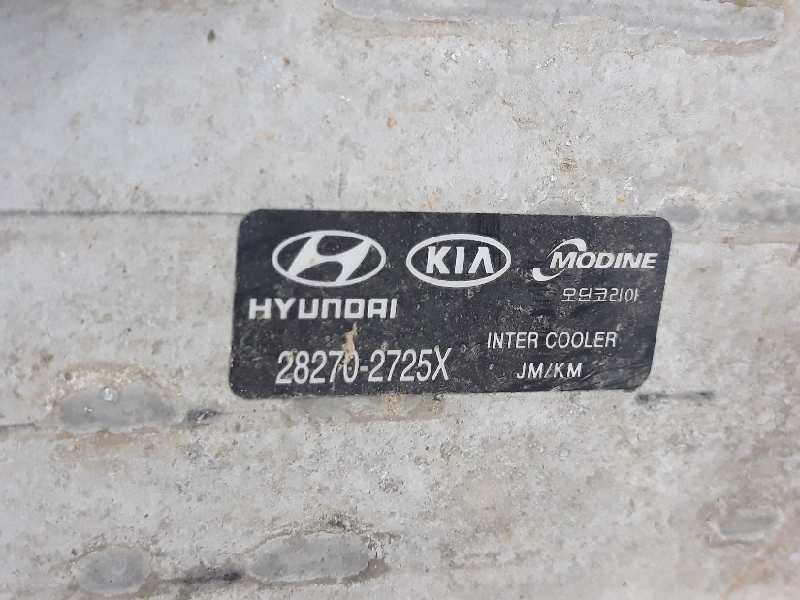 HYUNDAI
KIA
MODINE
모딘코리아
28270-2725X
INTER COOLER
JM/KM